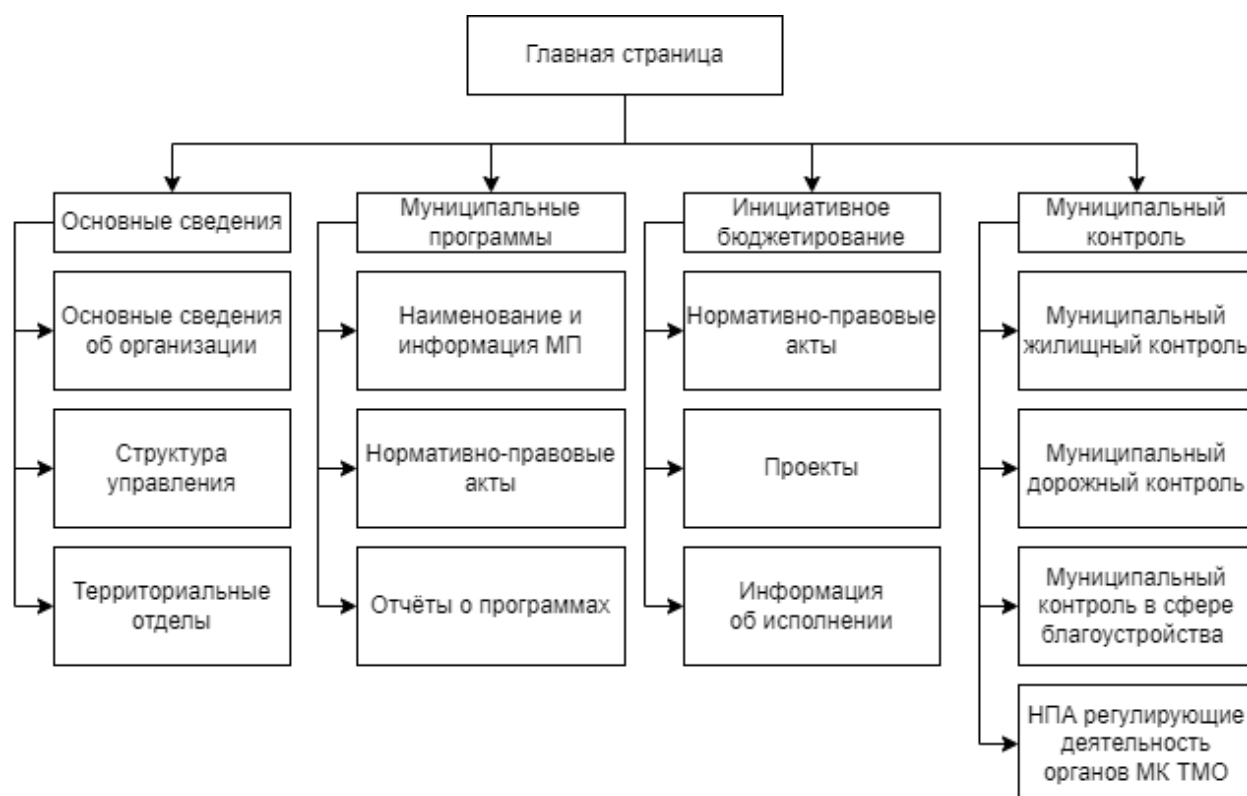 Главная страница
Основные сведения
Муниципальные
программы
Инициативное
бюджетирование
Муниципальный
контроль
Основные сведения
об организации
Наименование и
информация МП
Нормативно-правовые
акты
Муниципальный
жилищный контроль
Структура
управления
Нормативно-правовые
акты
Проекты
Муниципальный
дорожный контроль
Территориальные
отделы
Отчёты о программах
Информация
об исполнении
Муниципальный
контроль в сфере
благоустройства
НПА регулирующие
деятельность
органов МК ТМО